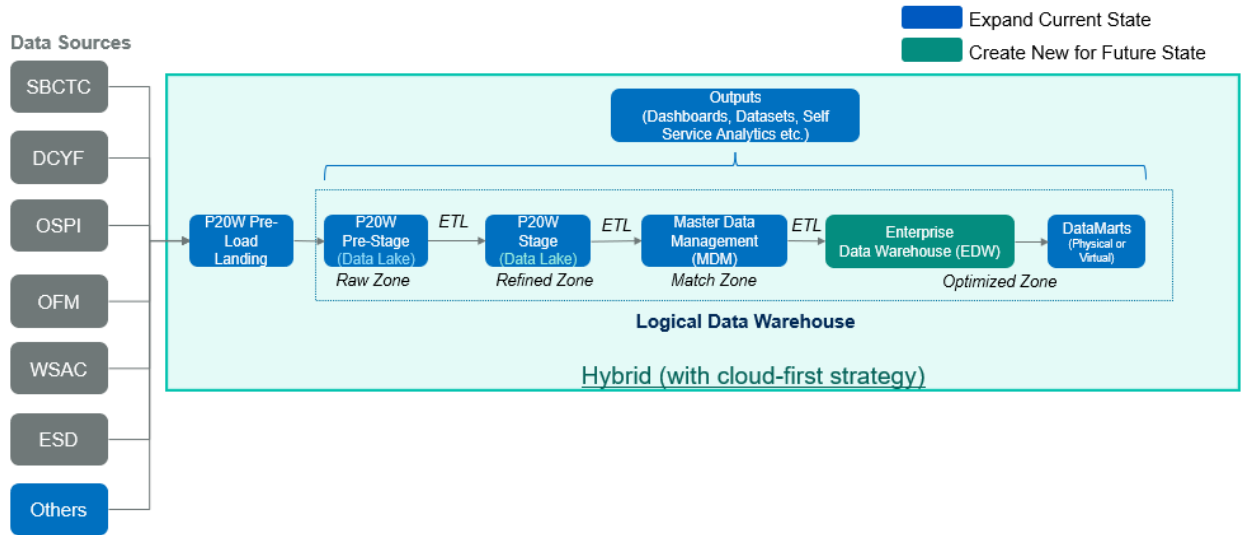 Expand Current State
Create New for Future State
Data Sources
SBCTC
DCYF
OSPI
OFM
WSAC
ESD
Others
Outputs
(Dashboards, Datasets, Self
Service Analytics etc.)
P20W Pre-
Load
Landing
P20W
Pre-Stage
(Data Lake)
Raw Zone
ETL
P20W
Stage
(Data Lake)
Refined Zone
ETL
Master Data
Management
(MDM)
Match Zone
ETL
Enterprise
Data Warehouse (EDW)
DataMarts
(Physical or
Virtual)
Optimized Zone
Logical Data Warehouse
Hybrid (with cloud-first strategy)